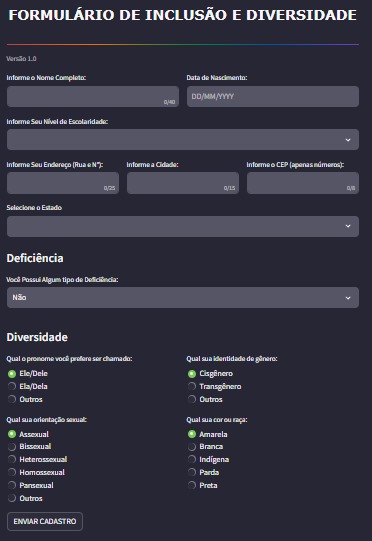 FORMULÁRIO DE INCLUSÃO E DIVERSIDADE
Versão 1.0
Informe o Nome Completo: Data de Nascimento:
0/40 DD/MM/YYYY
Informe Seu Nível de Escolaridade:
Informe Seu Endereço (Rua e N°): Informe a Cidade: Informe o CEP (apenas números):
0/35 0/15 0/8
Selecione o Estado
Deficiência
Você Possui Algum tipo de Deficiência:
Não
Diversidade
Qual o pronome você prefere ser chamado: Qual sua identidade de gênero:
Ele/Dele Cisgênero
Ela/Dela Transgênero
Outros Outros
Qual sua orientação sexual: Qual sua cor ou raça:
Assexual Amarela
Bissexual Branca
Heterossexual Indígena
Homossexual Parda
Pansexual Preta
Outros
ENVIAR CADASTRO